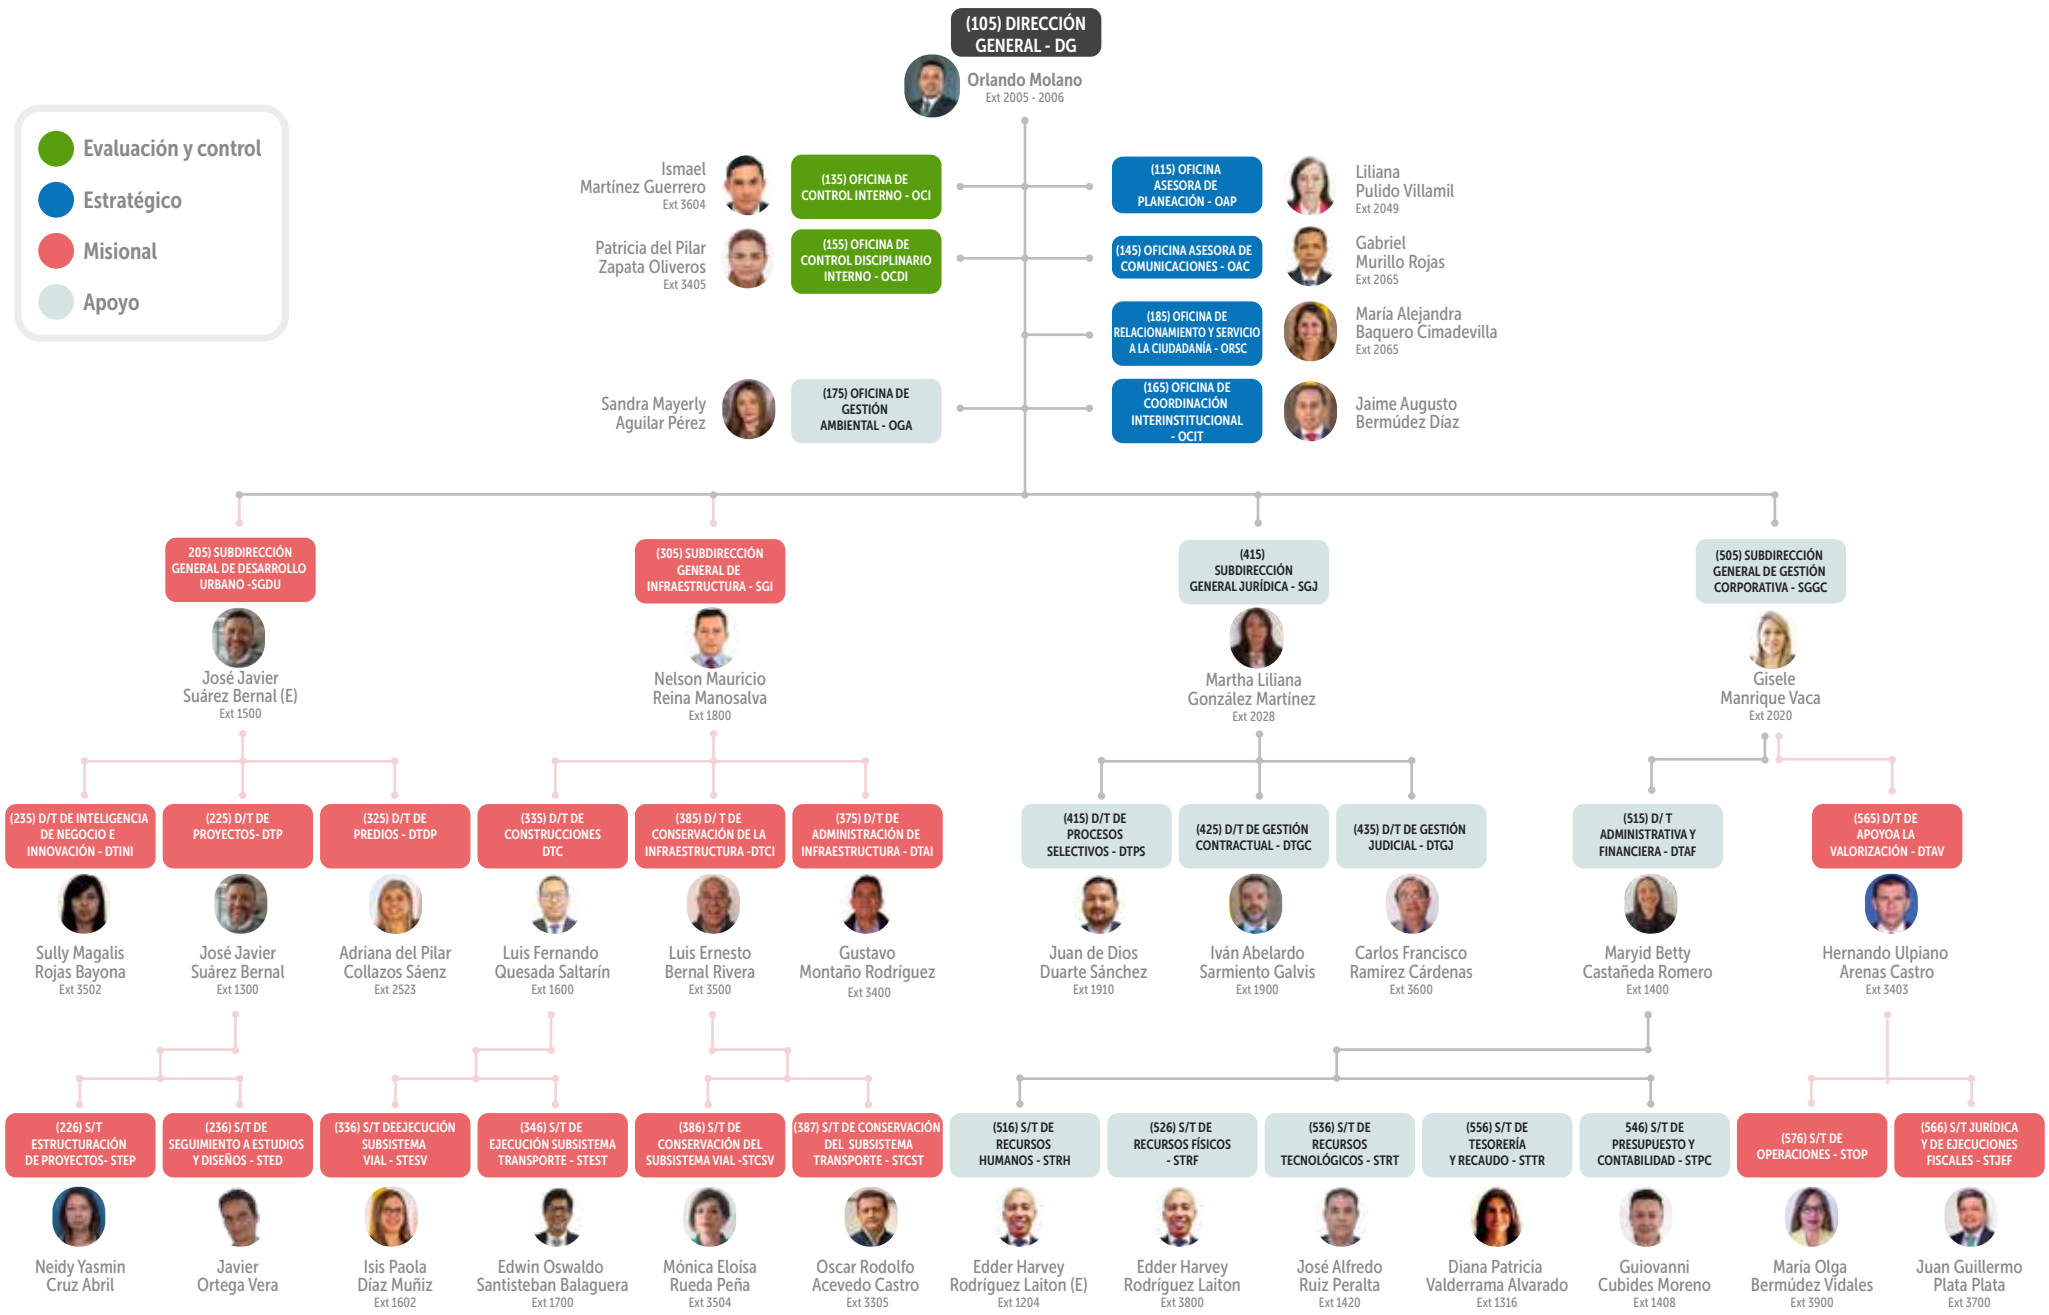 (105) DIRECCIÓN
GENERAL - DG
Orlando Molano
Ext 2005 - 2006
Evaluación y control
Estratégico
Misional
Apoyo
Ismael
Martínez Guerrero
Ext 3604
(135) OFICINA DE
CONTROL INTERNO - OCI
(115) OFICINA
ASESORA DE
PLANEACIÓN - OAP
Liliana
Pulido Villamil
Ext 2049
Patricia del Pilar
Zapata Oliveros
Ext 3405
(155) OFICINA DE
CONTROL DISCIPLINARIO
INTERNO - OCDI
(145) OFICINA ASESORA DE
COMUNICACIONES - OAC
Gabriel
Murillo Rojas
Ext 2065
(185) OFICINA DE
RELACIONAMIENTO Y SERVICIO
A LA CIUDADANÍA - ORSC
María Alejandra
Baquero Cimadevilla
Ext 2065
Sandra Mayerly
Aguilar Pérez
(175) OFICINA DE
GESTIÓN
AMBIENTAL - OGA
(165) OFICINA DE
COORDINACIÓN
INTERINSTITUCIONAL
- OCIT
Jaime Augusto
Bermúdez Díaz
205) SUBDIRECCIÓN
GENERAL DE DESARROLLO
URBANO -SGDU
José Javier
Suárez Bernal (E)
Ext 1500
(305) SUBDIRECCIÓN
GENERAL DE
INFRAESTRUCTURA - SGI
Nelson Mauricio
Reina Manosalva
Ext 1800
(415)
SUBDIRECCIÓN
GENERAL JURÍDICA - SGJ
Martha Liliana
González Martínez
Ext 2028
(505) SUBDIRECCIÓN
GENERAL DE GESTIÓN
CORPORATIVA - SGGC
Gisele
Manrique Vaca
Ext 2020
(235) D/T DE INTELIGENCIA
DE NEGOCIO E
INNOVACIÓN - DTINI
Sully Magalis
Rojas Bayona
Ext 3502
(225) D/T DE
PROYECTOS- DTP
José Javier
Suárez Bernal
Ext 1300
(325) D/T DE
PREDIOS - DTDP
Adriana del Pilar
Collazos Sáenz
Ext 2523
(335) D/T DE
CONSTRUCCIONES
DTC
Luis Fernando
Quesada Saltarín
Ext 1600
(385) D/ T DE
CONSERVACIÓN DE LA
INFRAESTRUCTURA -DTCI
Luis Ernesto
Bernal Rivera
Ext 3500
(375) D/T DE
ADMINISTRACIÓN DE
INFRAESTRUCTURA - DTAI
Gustavo
Montaño Rodríguez
Ext 3400
(415) D/T DE
PROCESOS
SELECTIVOS - DTPS
Juan de Dios
Duarte Sánchez
Ext 1910
(425) D/T DE GESTIÓN
CONTRACTUAL - DTGC
Iván Abelardo
Sarmiento Galvis
Ext 1900
(435) D/T DE GESTIÓN
JUDICIAL - DTGJ
Carlos Francisco
Ramírez Cárdenas
Ext 3600
(515) D/ T
ADMINISTRATIVA Y
FINANCIERA - DTAF
Maryid Betty
Castañeda Romero
Ext 1400
(565) D/T DE
APOYOA LA
VALORIZACIÓN - DTAV
Hernando Ulpiano
Arenas Castro
Ext 3403
(226) S/T
ESTRUCTURACIÓN
DE PROYECTOS- STEP
Neidy Yasmin
Cruz Abril
(236) S/T DE
SEGUIMIENTO A ESTUDIOS
Y DISEÑOS - STED
Javier
Ortega Vera
(336) S/T DEEJECUCIÓN
SUBSISTEMA
VIAL - STESV
Isis Paola
Díaz Muñiz
Ext 1602
(346) S/T DE
EJECUCIÓN SUBSISTEMA
TRANSPORTE - STEST
Edwin Oswaldo
Santisteban Balaguera
Ext 1700
(386) S/T DE
CONSERVACIÓN DEL
SUBSISTEMA VIAL -STCSV
Mónica Eloísa
Rueda Peña
Ext 3504
(387) S/T DE CONSERVACIÓN
DEL SUBSISTEMA
TRANSPORTE - STCST
Oscar Rodolfo
Acevedo Castro
Ext 3305
(516) S/T DE
RECURSOS
HUMANOS - STRH
Edder Harvey
Rodríguez Laiton (E)
Ext 1204
(526) S/T DE
RECURSOS FÍSICOS
- STRF
Edder Harvey
Rodríguez Laiton
Ext 3800
(536) S/T DE
RECURSOS
TECNOLÓGICOS - STRT
José Alfredo
Ruiz Peralta
Ext 1420
(556) S/T DE
TESORERÍA
Y RECAUDO - STTR
Diana Patricia
Valderrama Alvarado
Ext 1316
546) S/T DE
PRESUPUESTO Y
CONTABILIDAD - STPC
Guiovanni
Cubides Moreno
Ext 1408
(576) S/T DE
OPERACIONES - STOP
María Olga
Bermúdez Vidales
Ext 3900
(566) S/T JURÍDICA
Y DE EJECUCIONES
FISCALES - STJEF
Juan Guillermo
Plata Plata
Ext 3700